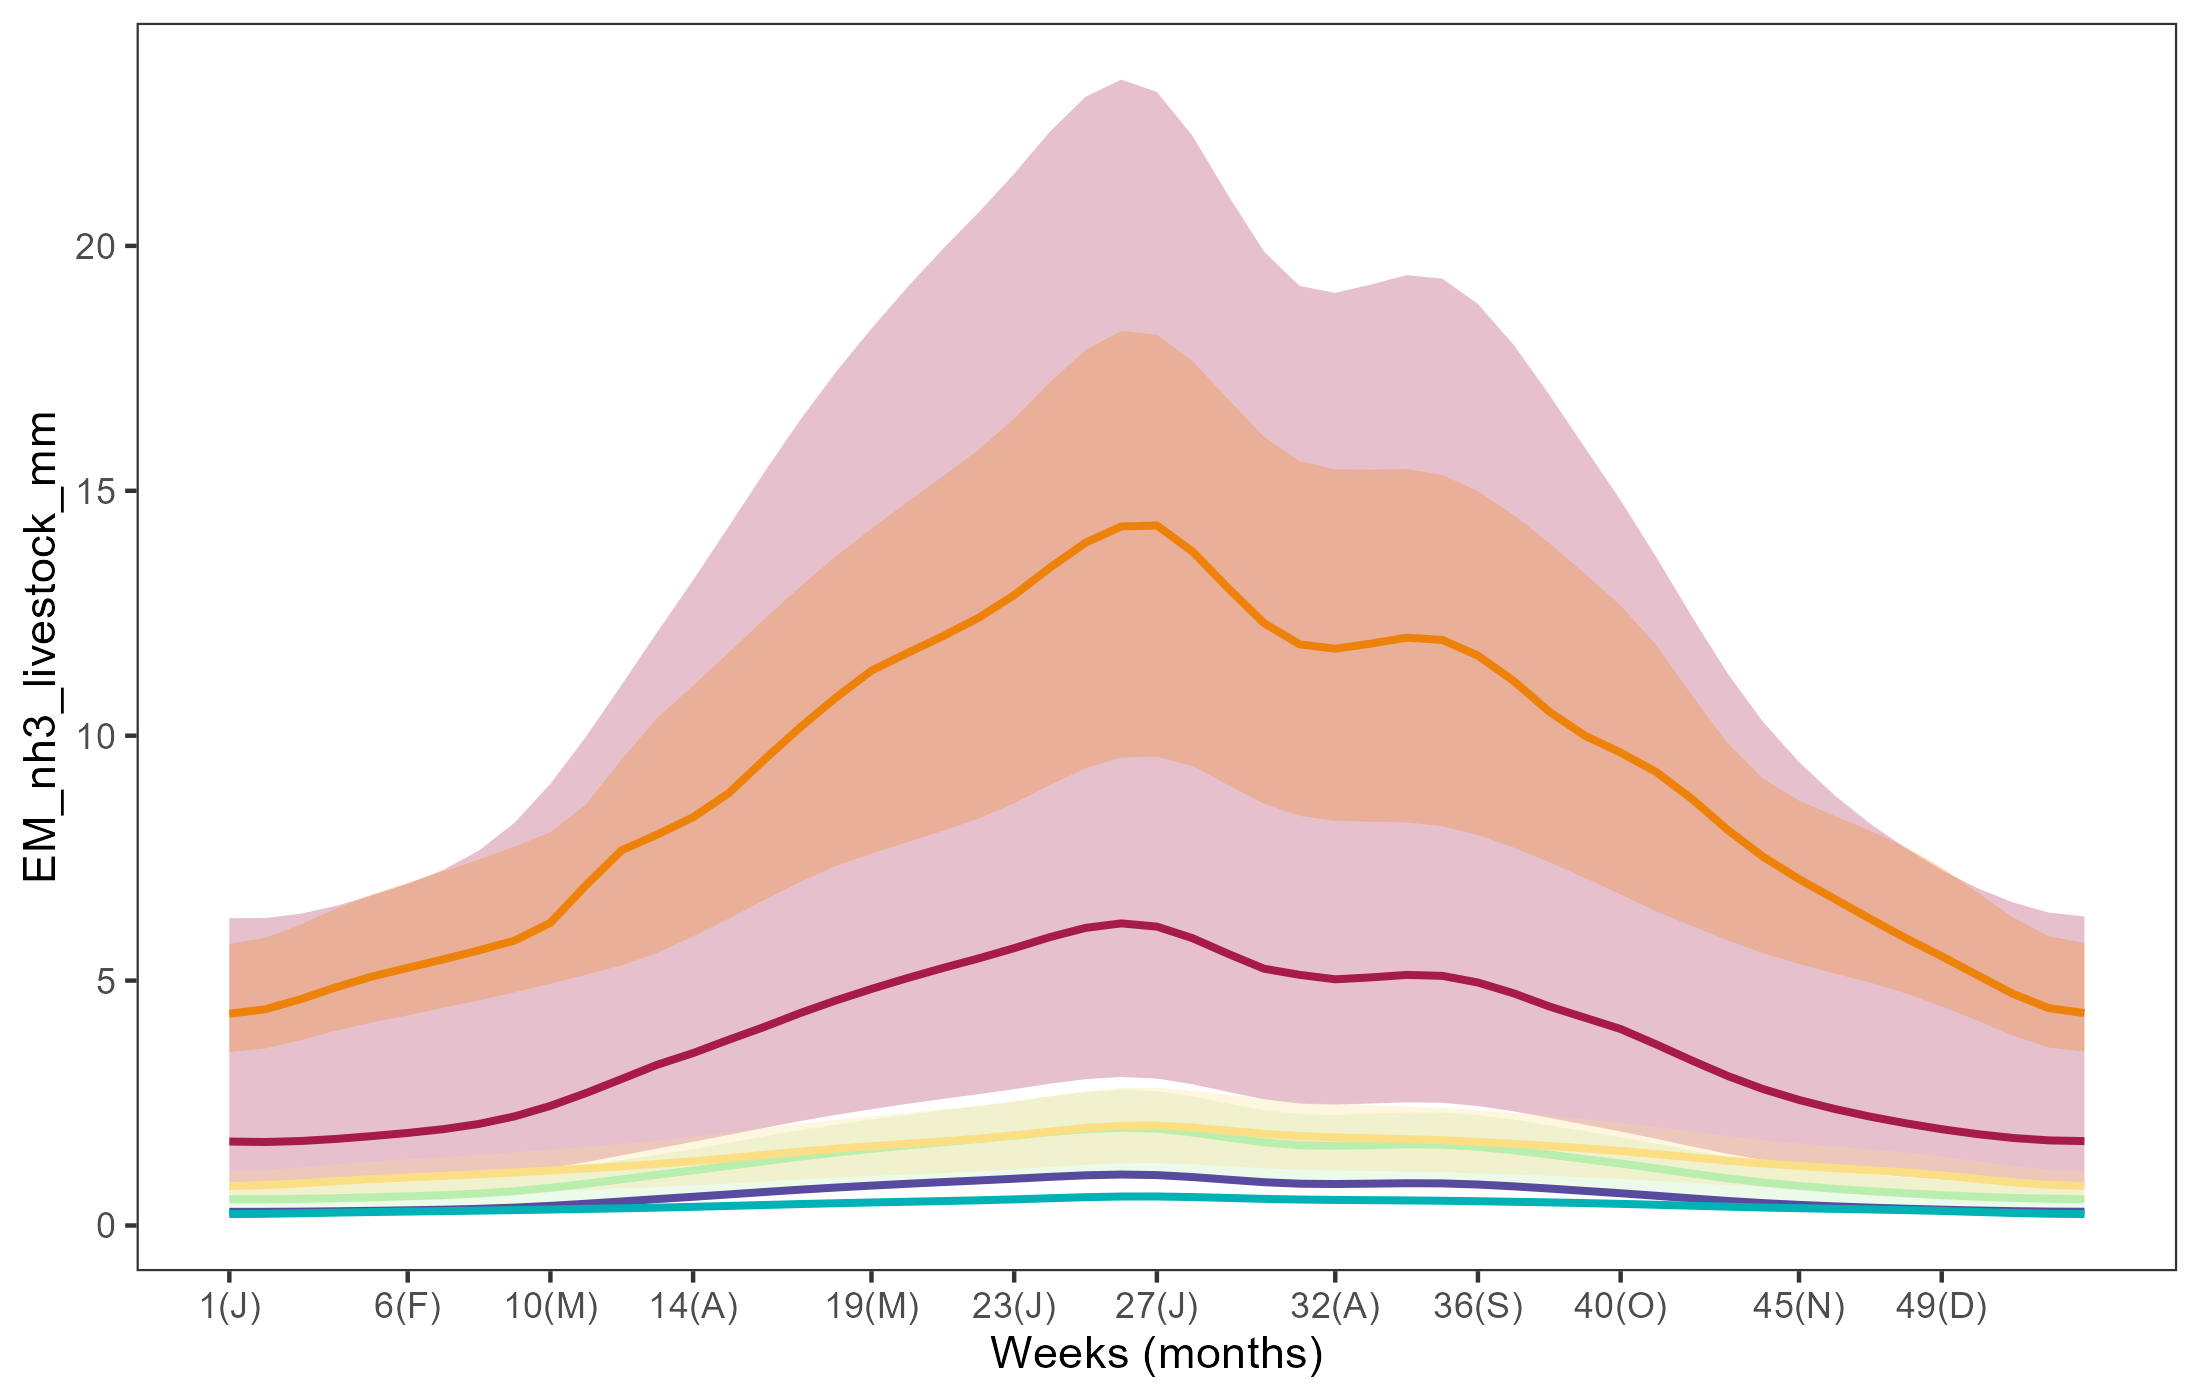 EM_nh3_livestock_mm
20
15
10
5
0
1(J) 6(F) 10(M) 14(A) 19(M) 23(J) 27(J) 32(A) 36(S) 40(O) 45(N) 49(D)
Weeks (months)